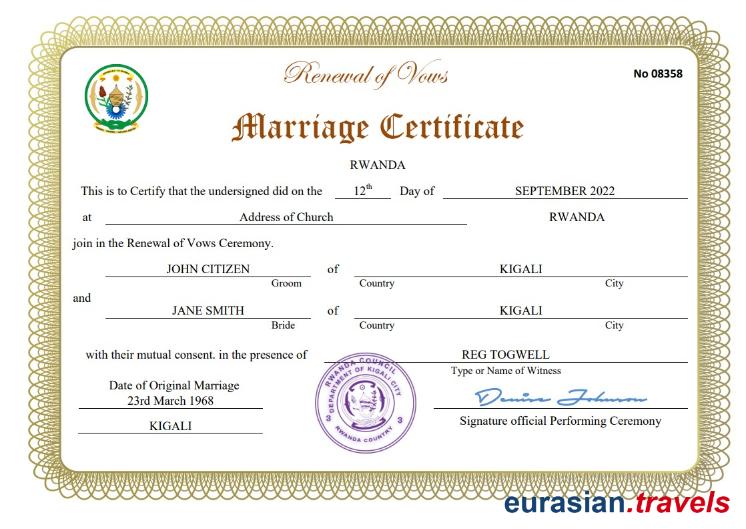 Renewal of Vows
No 08358
Marriage Certificate
RWANDA
This is to Certify that the undersigned did on the 12th Day of SEPTEMBER 2022
at Address of Church RWANDA
join in the Renewal of Vows Ceremony.
JOHN CITIZEN of KIGALI
Groom Country City
and
JANE SMITH of KIGALI
Bride Country City
with their mutual consent. in the presence of REG TOGWELL
Type or Name of Witness
Date of Original Marriage
23rd March 1968
KIGALI
RWANDA COUNCIL
DEPARTMENT OF KIGALI CITY
3 3
RWANDA COUNTRY
Denise Johnson
Signature official Performing Ceremony
eurasian.travels